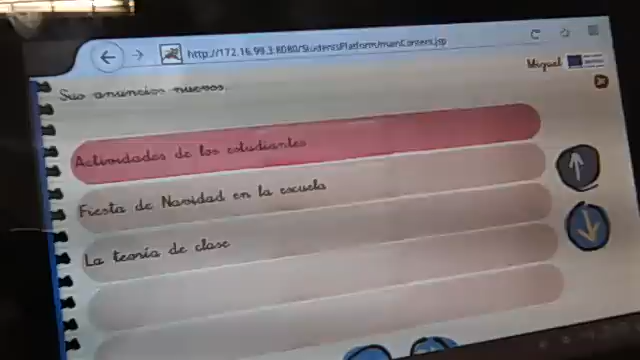 http://172.16.99.3:8080/StudentsPlatform/mainCareers.jsp
Miguel
Sus anuncios nuevos.
Actividades de los estudiantes
Fiesta de Navidad en la escuela
La teoría de clase